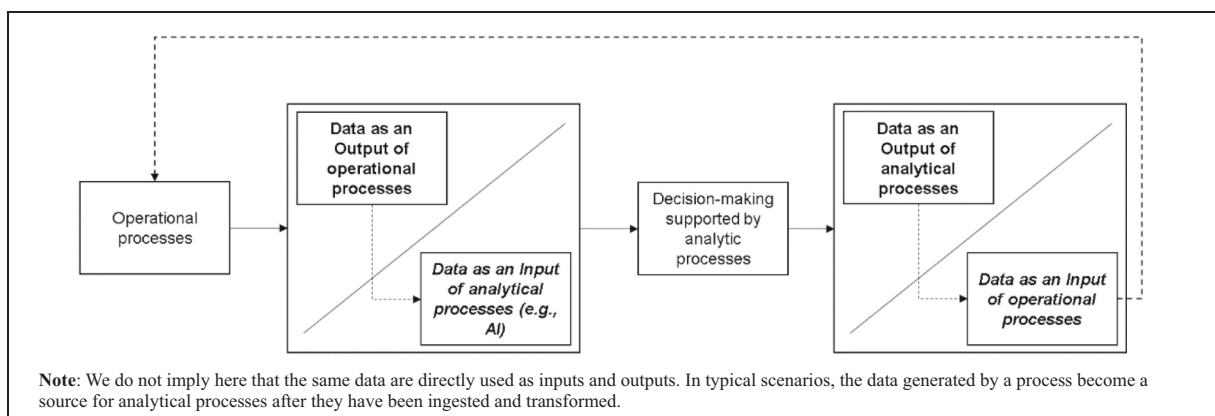 Operational
processes
Data as an
Output of
operational
processes
Data as an Input
of analytical
processes (e.g.,
AI)
Decision-making
supported by
analytic
processes
Data as an
Output of
analytical
processes
Data as an Input
of operational
processes
Note: We do not imply here that the same data are directly used as inputs and outputs. In typical scenarios, the data generated by a process become a
source for analytical processes after they have been ingested and transformed.